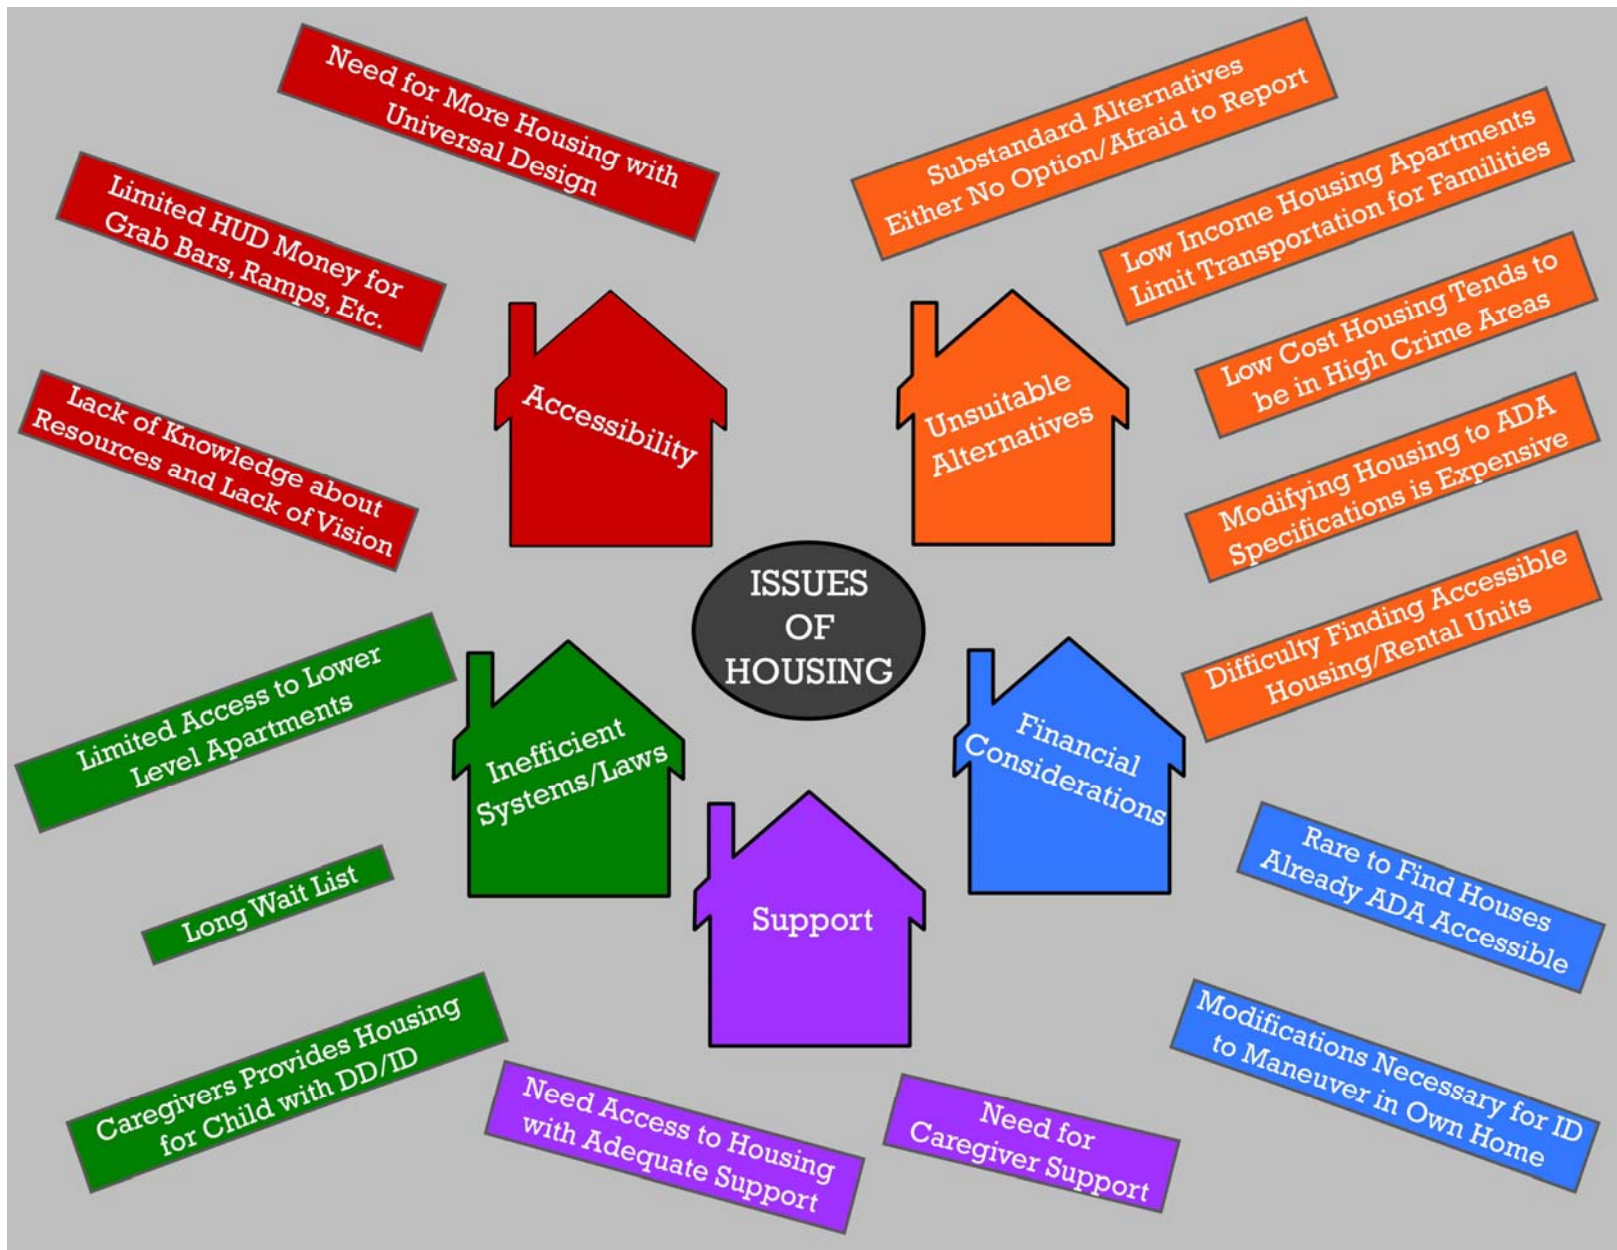 Need for More Housing with
Universal Design
Limited HUD Money for
Grab Bars, Ramps, Etc.
Lack of Knowledge about
Resources and Lack of Vision
Accessibility
Substandard Alternatives
Either No Option/Afraid to Report
Low Income Housing Apartments
Limit Transportation for Familities
Low Cost Housing Tends to
be in High Crime Areas
Modifying Housing to ADA
Specifications is Expensive
Difficulty Finding Accessible
Housing/Rental Units
Unsuitable
Alternatives
ISSUES
OF
HOUSING
Limited Access to Lower
Level Apartments
Long Wait List
Caregivers Provides Housing
for Child with DD/ID
Inefficient
Systems/Laws
Financial
Considerations
Rare to Find Houses
Already ADA Accessible
Modifications Necessary for ID
to Maneuver in Own Home
Support
Need Access to Housing
with Adequate Support
Need for
Caregiver Support